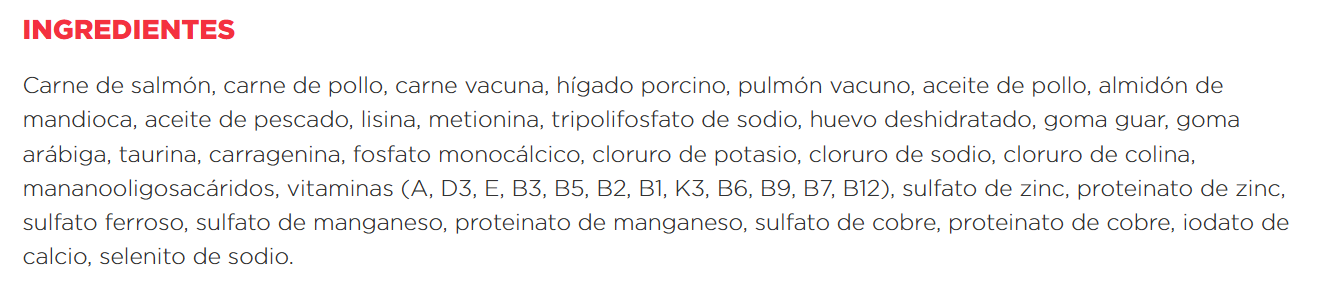 INGREDIENTES
Carne de salmón, carne de pollo, carne vacuna, hígado porcino, pulmón vacuno, aceite de pollo, almidón de
mandioca, aceite de pescado, lisina, metionina, tripolifosfato de sodio, huevo deshidratado, goma guar, goma
arábiga, taurina, carragenina, fosfato monocálcico, cloruro de potasio, cloruro de sodio, cloruro de colina,
mananooligosacáridos, vitaminas (A, D3, E, B3, B5, B2, B1, K3, B6, B9, B7, B12), sulfato de zinc, proteinato de zinc,
sulfato ferroso, sulfato de manganeso, proteinato de manganeso, sulfato de cobre, proteinato de cobre, iodato de
calcio, selenito de sodio.